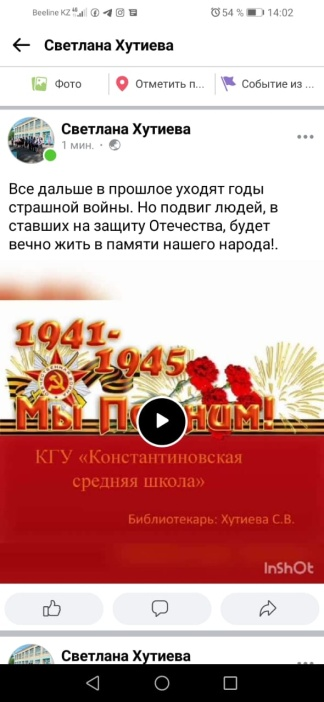 Beeline KZ
54 %
14:02
Светлана Хутиева
Фото
Отметить п...
Событие из ...
Светлана Хутиева
1 мин.
Все дальше в прошлое уходят годы
страшной войны. Но подвиг людей, в
ставших на защиту Отечества, будет
вечно жить в памяти нашего народа!.
1941-
1945
Мы
КГУ «Константиновская
средняя школа»
Библиотекарь: Хутиева С.В.
InShOt
Светлана Хутиева